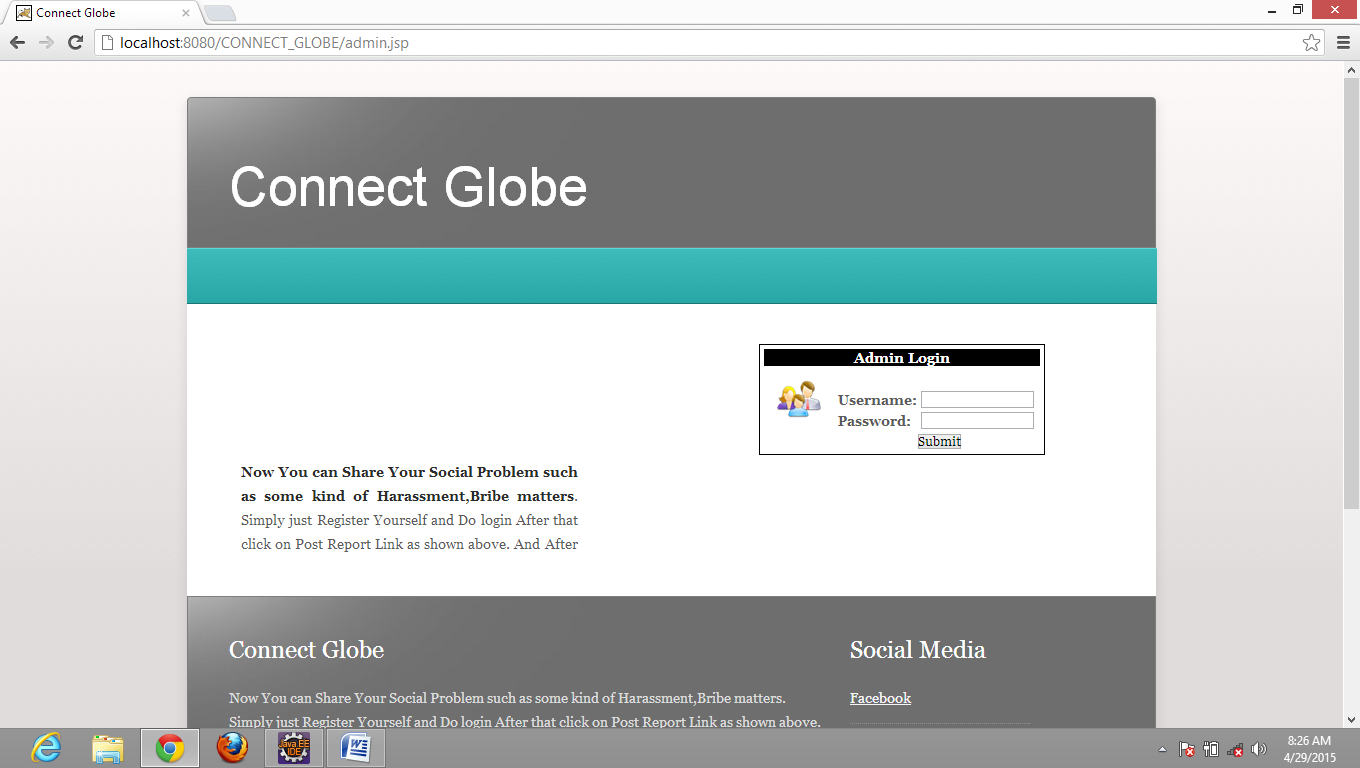 Connect Globe
localhost:8080/CONNECT_GLOBE/admin.jsp
Connect Globe
Admin Login
Username:
Password:
Submit
Now You can Share Your Social Problem such
as some kind of Harassment,Bribe matters.
Simply just Register Yourself and Do login After that
click on Post Report Link as shown above. And After
Connect Globe
Now You can Share Your Social Problem such as some kind of Harassment,Bribe matters.
Simply just Register Yourself and Do login After that click on Post Report Link as shown above.
Social Media
Facebook
Java EE
IDE
8:26 AM
4/29/2015